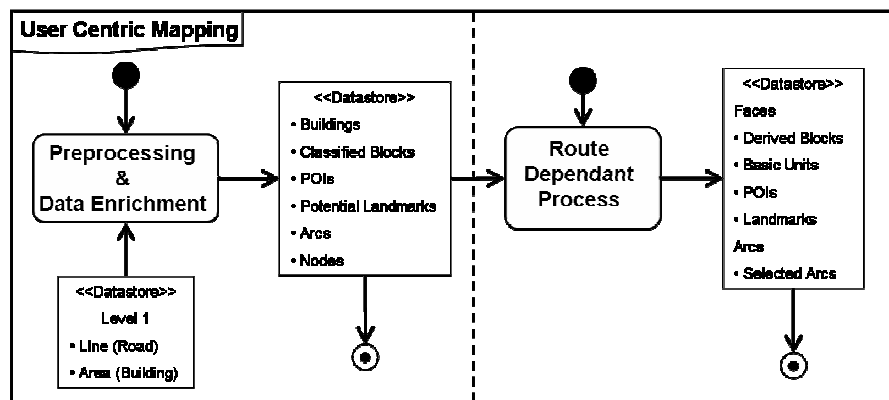 User Centric Mapping
Preprocessing
&
Data Enrichment
<<Datastore>>
Level 1
• Line (Road)
• Area (Building)
<<Datastore>>
• Buildings
• Classified Blocks
• POIs
• Potential Landmarks
• Arcs
• Nodes
Route
Dependant
Process
<<Datastore>>
Faces
• Derived Blocks
• Basic Units
• POIs
• Landmarks
Arcs
• Selected Arcs